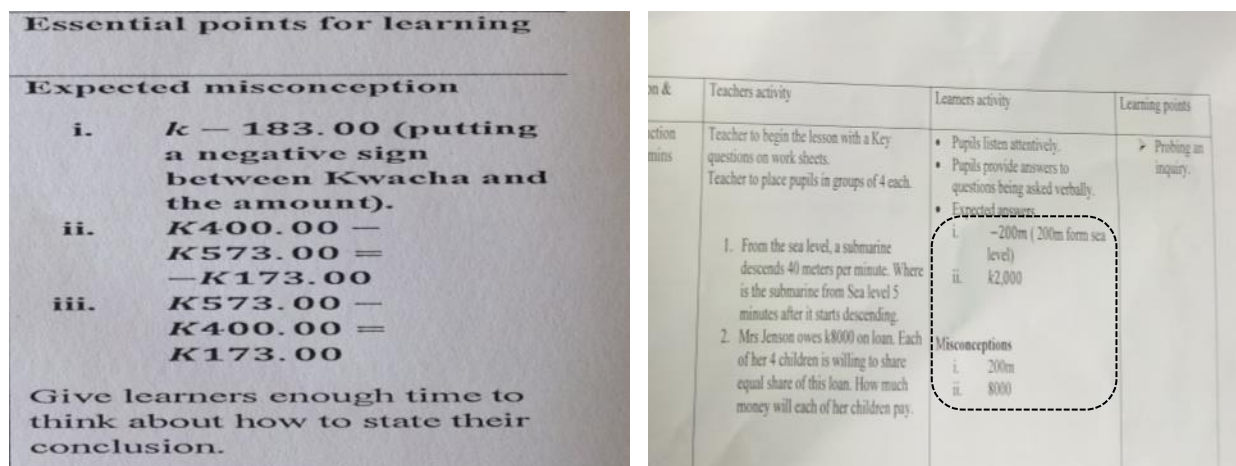 Essential points for learning
Expected misconception
i. k − 183.00 (putting
a negative sign
between Kwacha and
the amount).
ii. K400.00 −
K573.00 =
−K173.00
iii. K573.00 −
K400.00 =
K173.00
Give learners enough time to
think about how to state their
conclusion.
on &
Teachers activity
Learners activity
Learning points
ction
mins
Teacher to begin the lesson with a Key
questions on work sheets.
Teacher to place pupils in groups of 4 each.
1. From the sea level, a submarine
descends 40 meters per minute. Where
is the submarine from Sea level 5
minutes after it starts descending.
2. Mrs Jenson owes k8000 on loan. Each
of her 4 children is willing to share
equal share of this loan. How much
money will each of her children pay.
• Pupils listen attentively.
• Pupils provide answers to
questions being asked verbally.
• Expected answers
i. −200m ( 200m form sea
level)
ii. k2,000
Misconceptions
i. 200m
ii. 8000
➢ Probing an
inquiry.